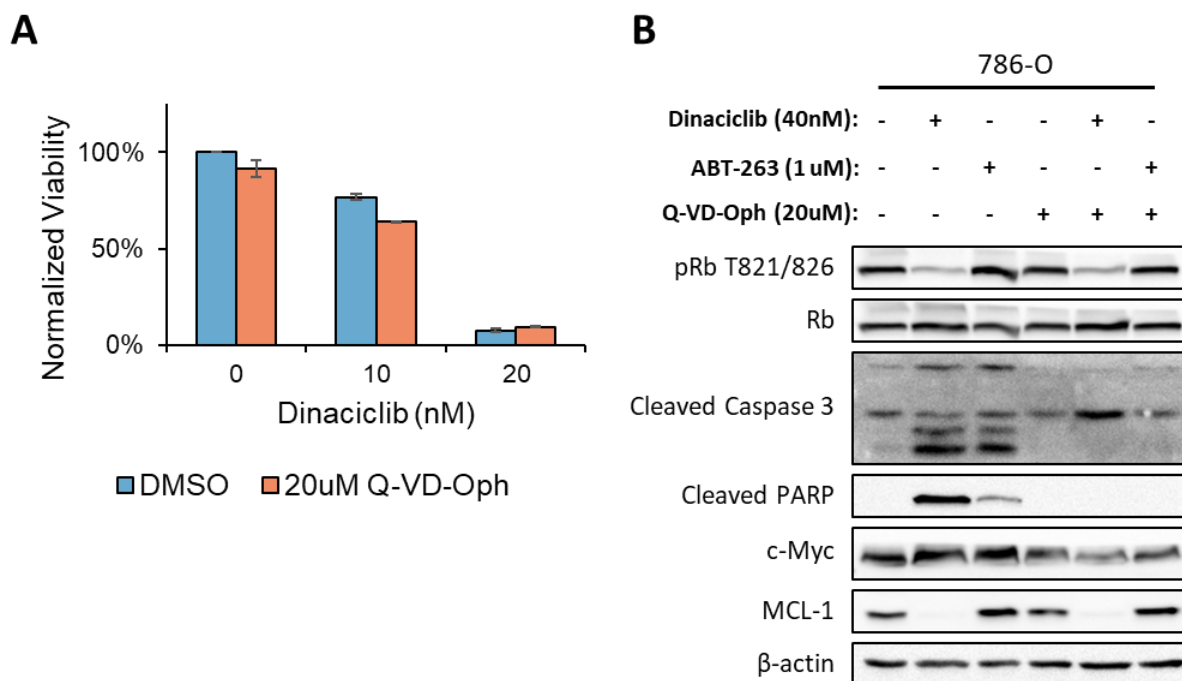 A
Normalized Viability
100%
50%
0%
0
10
20
Dinaciclib (nM)
DMSO
20uM Q-VD-Oph
B
786-O
Dinaciclib (40nM): - + - - + -
ABT-263 (1 uM): - - + - - +
Q-VD-Oph (20uM): - - - + + +
pRb T821/826
Rb
Cleaved Caspase 3
Cleaved PARP
c-Myc
MCL-1
β-actin